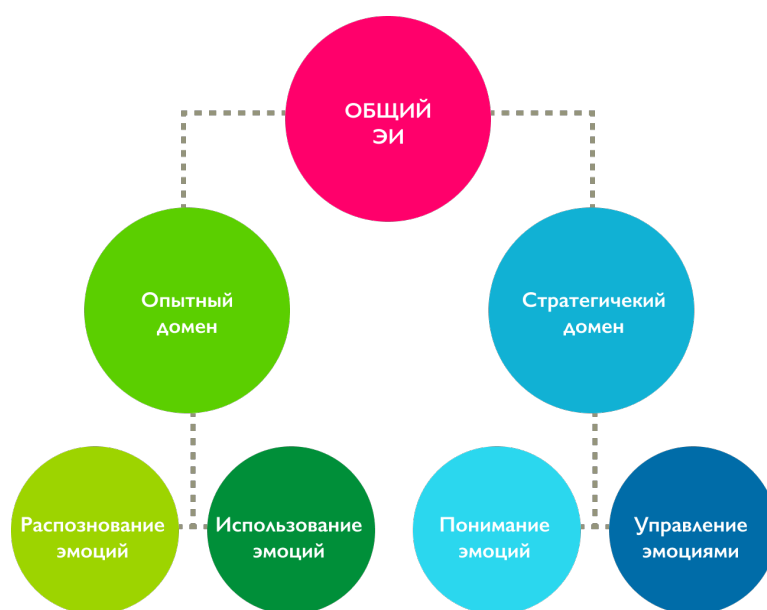 ОБЩИЙ
ЭИ
Опытный
домен
Стратегичекий
домен
Распознование
эмоций
Использование
эмоций
Понимание
эмоций
Управление
эмоциями